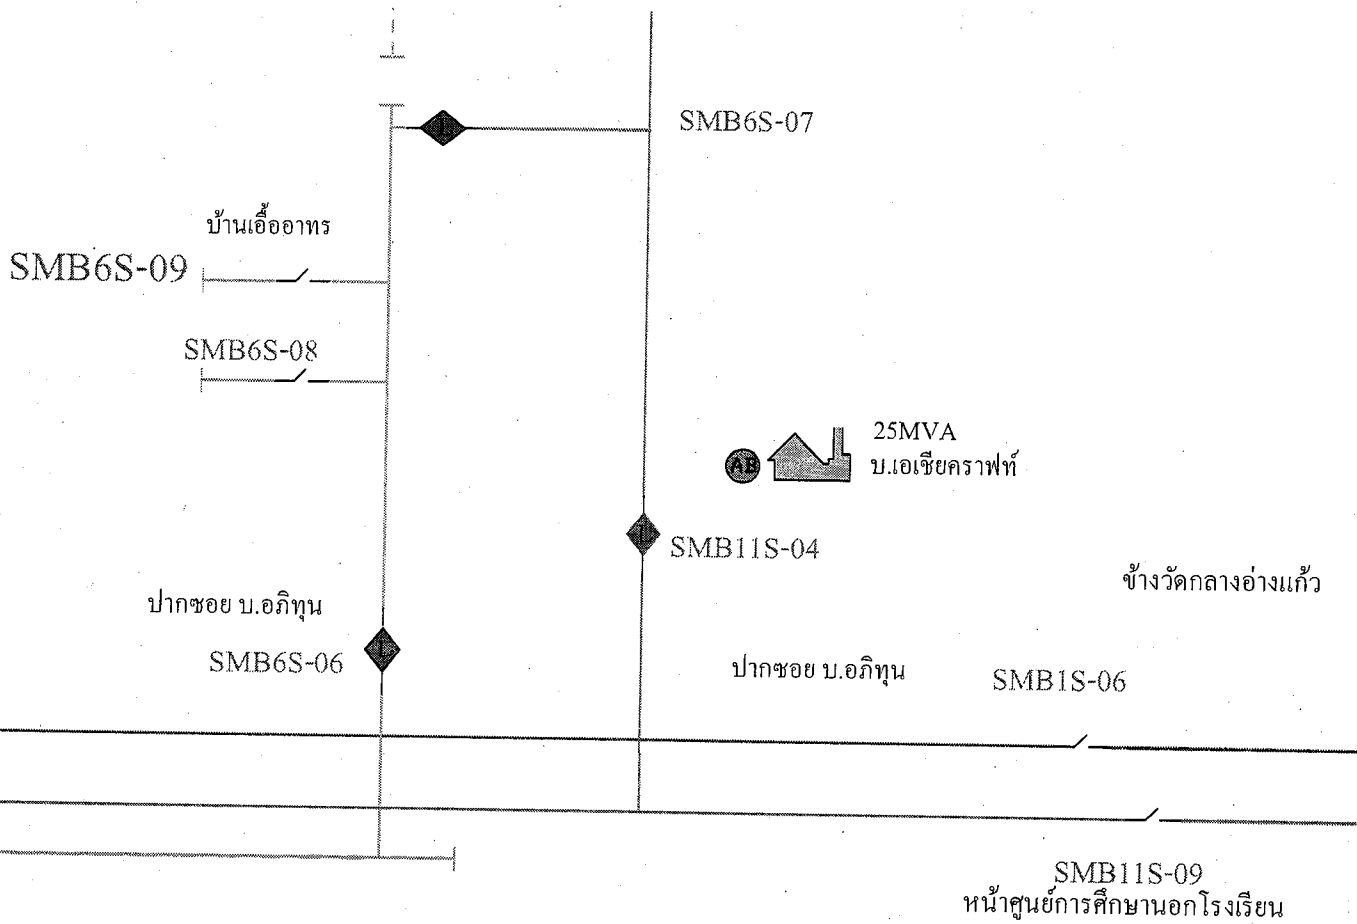 SMB6S-07
บ้านเอื้ออาทร
SMB6S-09
SMB6S-08
25MVA
AB
บ.เอเซียคราฟท์
L
SMB11S-04
ข้างวัดกลางอ่างแก้ว
ปากซอย บ.อภิทุน
L
SMB6S-06
ปากซอย บ.อภิทุน
SMB1S-06
SMB11S-09
หน้าศูนย์การศึกษานอกโรงเรียน